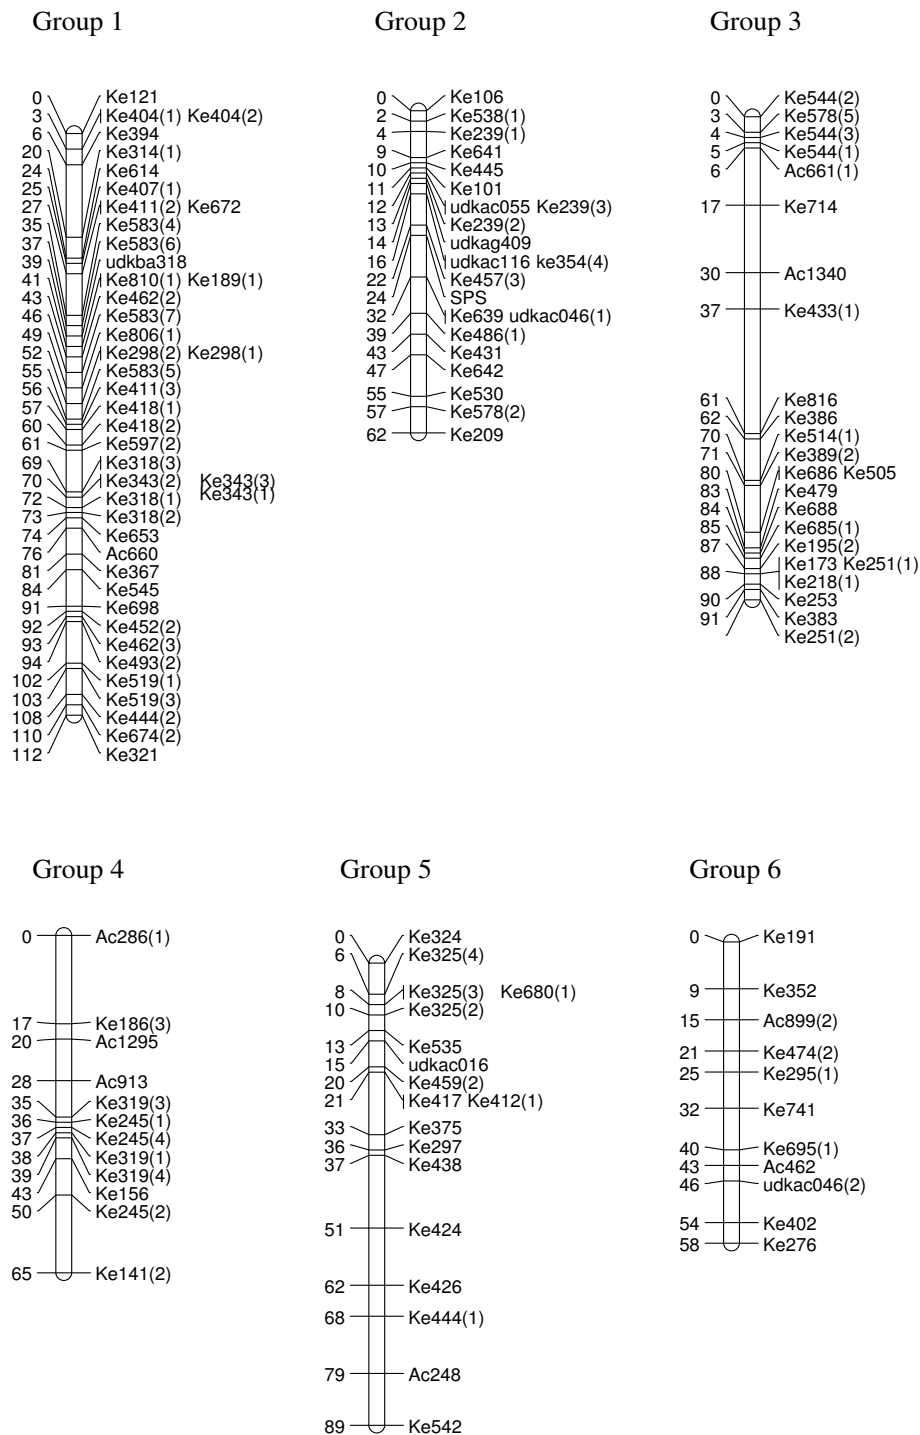 Group 1
0 Ke121
3 Ke404(1) Ke404(2)
6 Ke394
20 Ke314(1)
24 Ke614
25 Ke407(1)
27 Ke411(2) Ke672
35 Ke583(4)
37 Ke583(6)
39 udkba318
41 Ke810(1) Ke189(1)
43 Ke462(2)
46 Ke583(7)
49 Ke806(1)
52 Ke298(2) Ke298(1)
55 Ke583(5)
56 Ke411(3)
57 Ke418(1)
60 Ke418(2)
61 Ke597(2)
69 Ke318(3)
70 Ke343(2) Ke343(3)
Ke343(1)
72 Ke318(1)
73 Ke318(2)
74 Ke653
76 Ac660
81 Ke367
84 Ke545
91 Ke698
92 Ke452(2)
93 Ke462(3)
94 Ke493(2)
102 Ke519(1)
103 Ke519(3)
108 Ke444(2)
110 Ke674(2)
112 Ke321
Group 2
0 Ke106
2 Ke538(1)
4 Ke239(1)
9 Ke641
10 Ke445
11 Ke101
12 udkac055 Ke239(3)
13 Ke239(2)
14 udkag409
16 udkac116 ke354(4)
22 Ke457(3)
24 SPS
32 Ke639 udkac046(1)
39 Ke486(1)
43 Ke431
47 Ke642
55 Ke530
57 Ke578(2)
62 Ke209
Group 3
0 Ke544(2)
3 Ke578(5)
4 Ke544(3)
5 Ke544(1)
6 Ac661(1)
17 Ke714
30 Ac1340
37 Ke433(1)
61 Ke816
62 Ke386
70 Ke514(1)
71 Ke389(2)
80 Ke686 Ke505
83 Ke479
84 Ke688
85 Ke685(1)
87 Ke195(2)
88 Ke173 Ke251(1)
Ke218(1)
90 Ke253
91 Ke383
Ke251(2)
Group 4
0 Ac286(1)
17 Ke186(3)
20 Ac1295
28 Ac913
35 Ke319(3)
36 Ke245(1)
37 Ke245(4)
38 Ke319(1)
39 Ke319(4)
43 Ke156
50 Ke245(2)
65 Ke141(2)
Group 5
0 Ke324
6 Ke325(4)
8 Ke325(3) Ke680(1)
10 Ke325(2)
13 Ke535
15 udkac016
20 Ke459(2)
21 Ke417 Ke412(1)
33 Ke375
36 Ke297
37 Ke438
51 Ke424
62 Ke426
68 Ke444(1)
79 Ac248
89 Ke542
Group 6
0 Ke191
9 Ke352
15 Ac899(2)
21 Ke474(2)
25 Ke295(1)
32 Ke741
40 Ke695(1)
43 Ac462
46 udkac046(2)
54 Ke402
58 Ke276